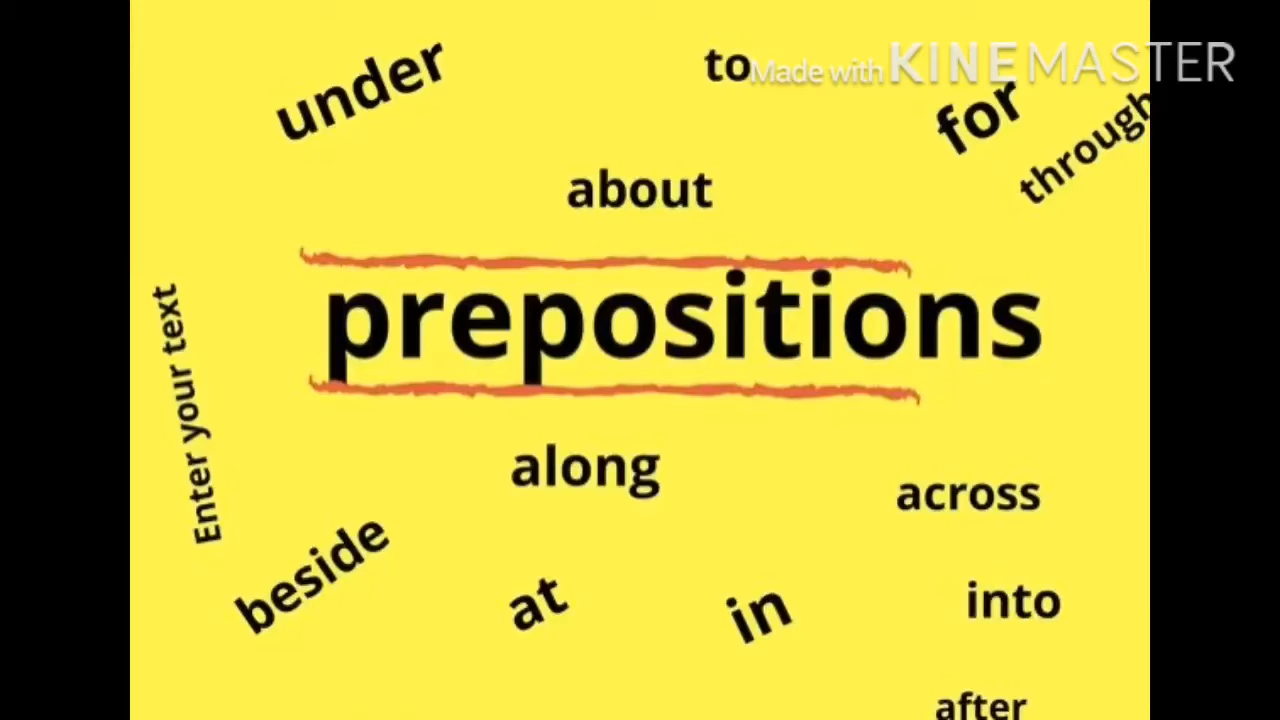 under
to
Made with KINEMASTER
for
through
about
prepositions
Enter your text
along
across
beside
at
in
into
after